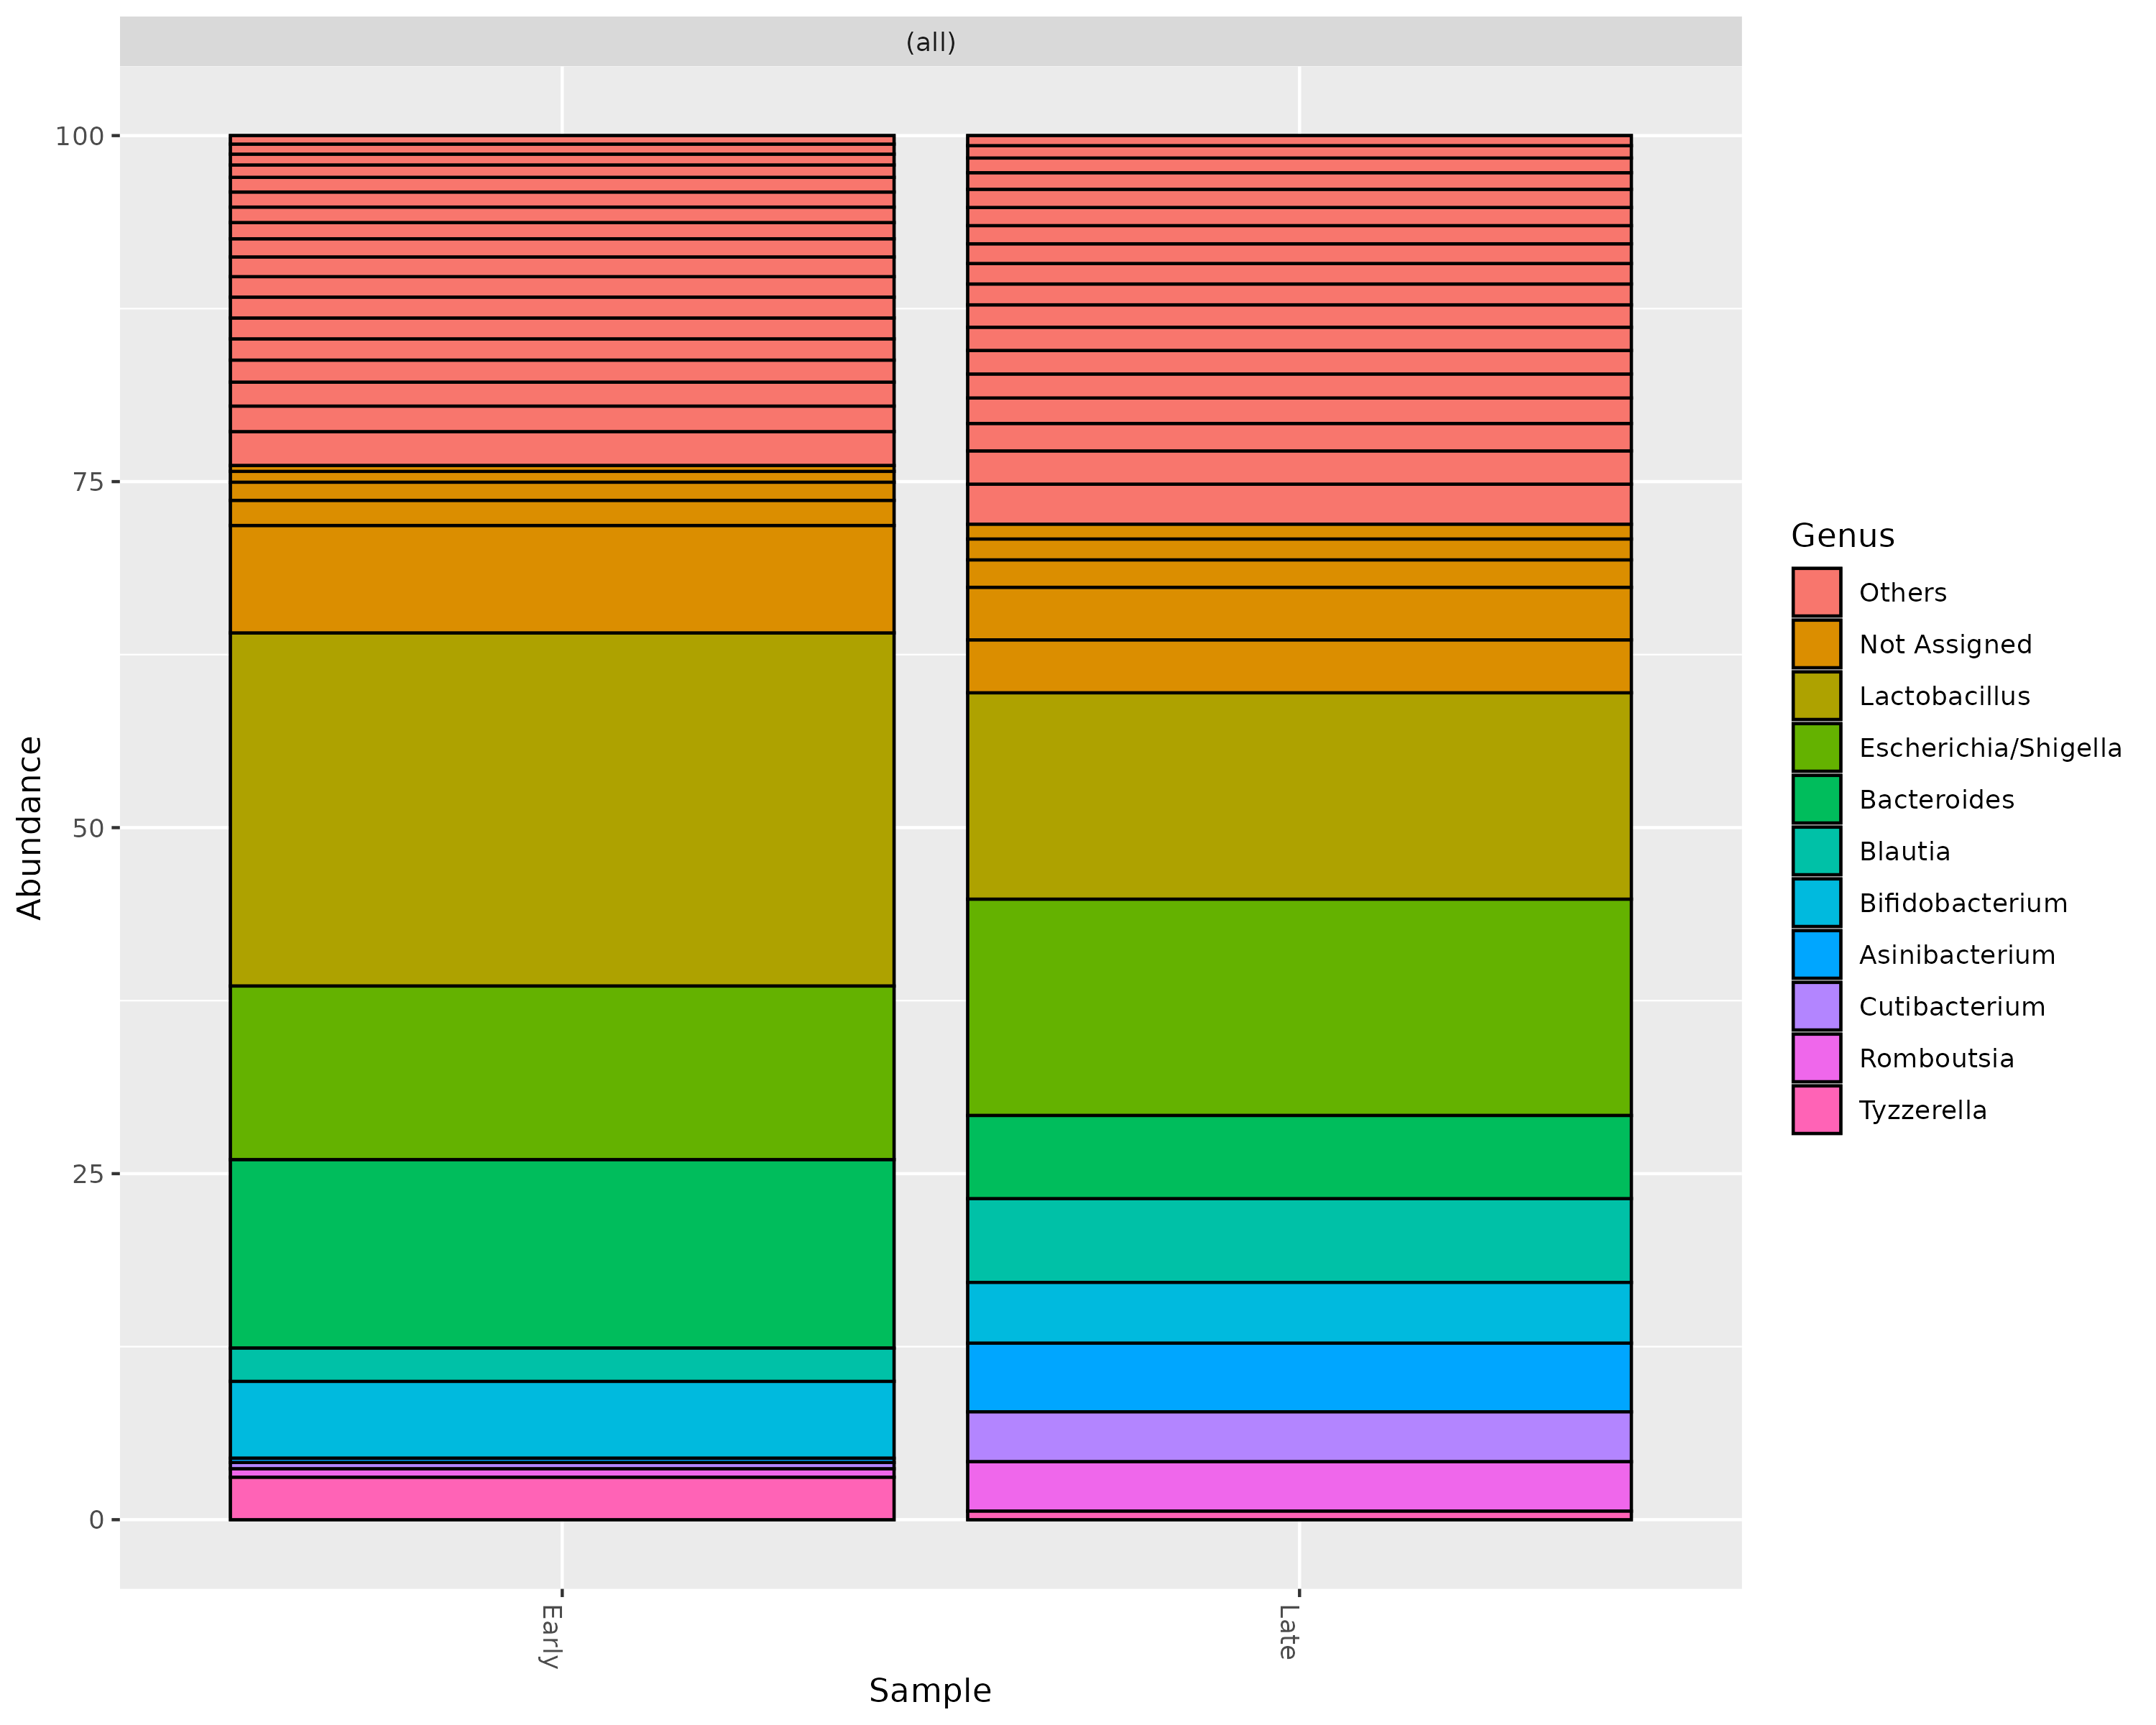 (all)
100
75
50
25
0
Abundance
Early
Late
Sample
Genus
Others
Not Assigned
Lactobacillus
Escherichia/Shigella
Bacteroides
Blautia
Bifidobacterium
Asinibacterium
Cutibacterium
Romboutsia
Tyzzerella